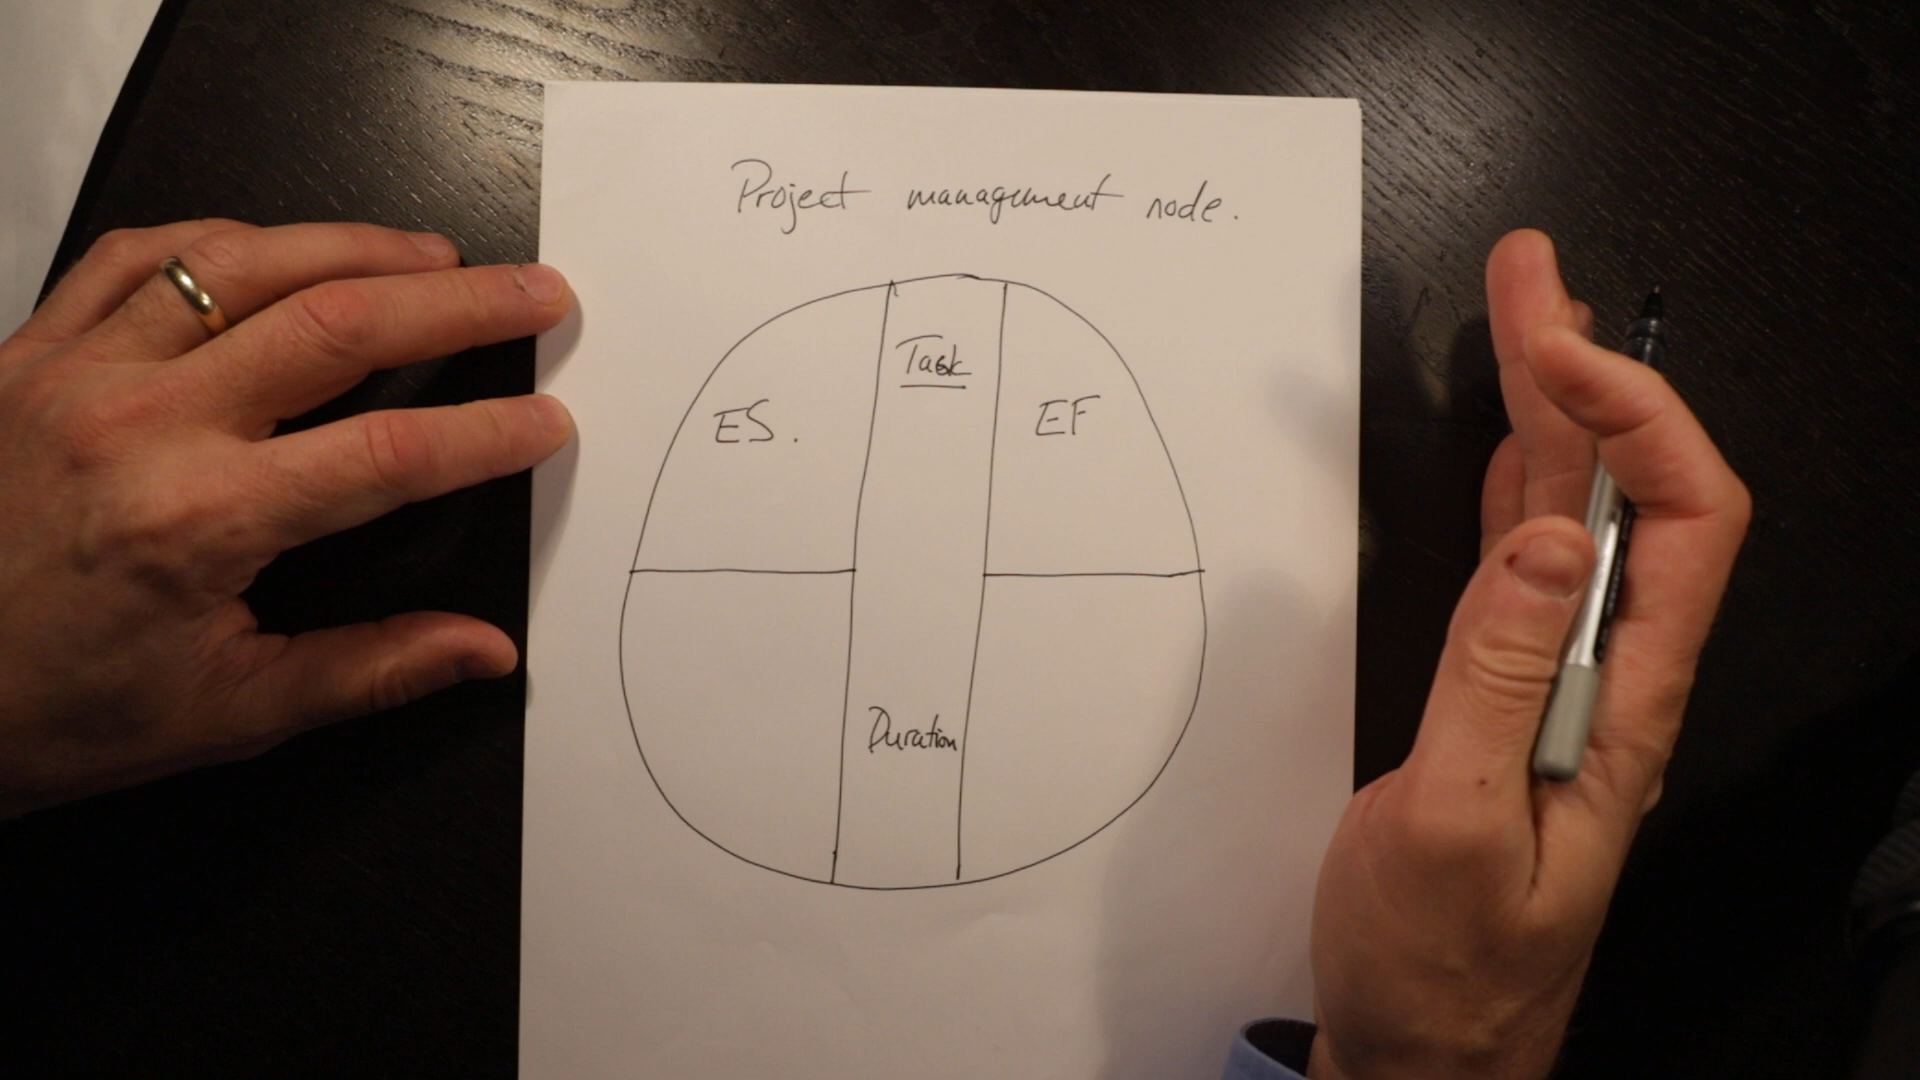 Project management node.
Task
ES.
EF
Duration